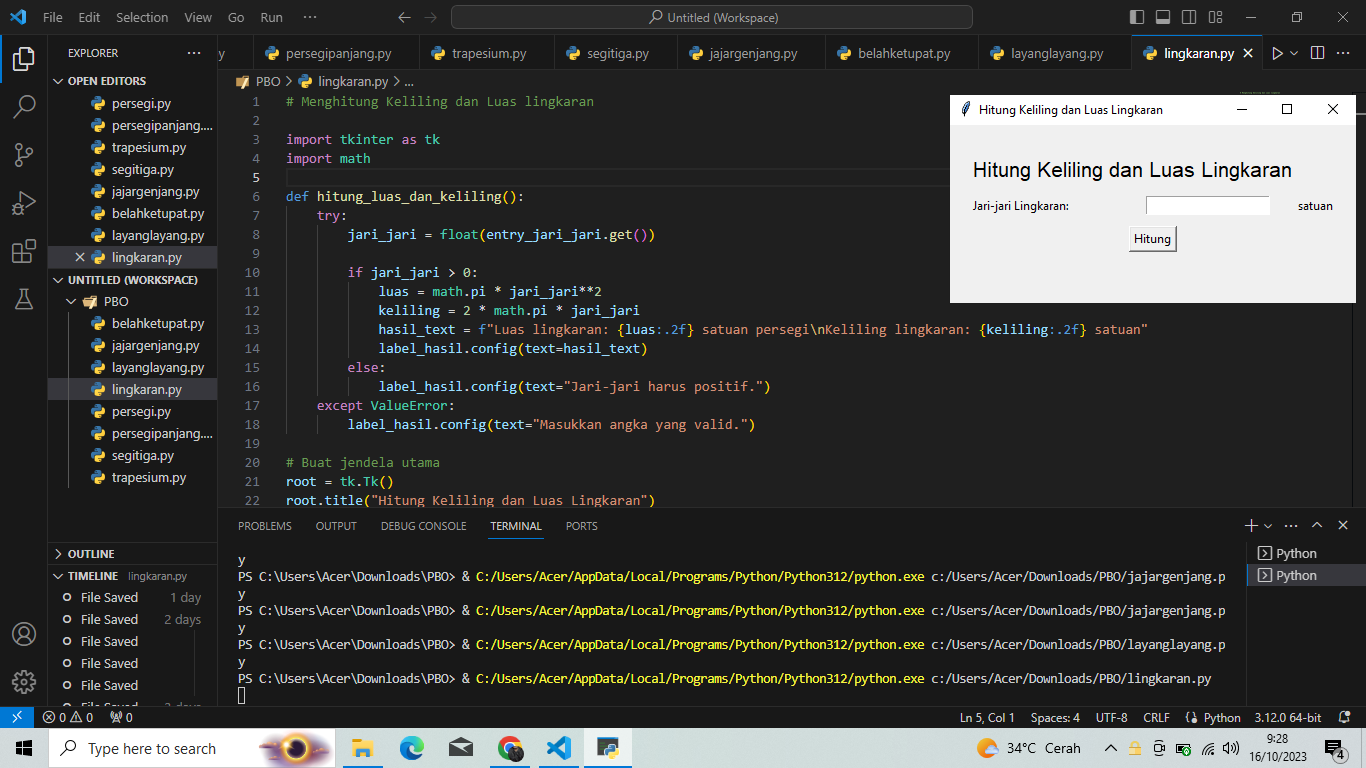 File Edit Selection View Go Run ··· Untitled (Workspace)
EXPLORER
OPEN EDITORS
persegi.py
persegipanjang....
trapesium.py
segitiga.py
jajargenjang.py
belahketupat.py
layanglayang.py
lingkaran.py
UNTITLED (WORKSPACE)
PBO
belahketupat.py
jajargenjang.py
layanglayang.py
lingkaran.py
persegi.py
persegipanjang....
segitiga.py
trapesium.py
OUTLINE
TIMELINE lingkaran.py
File Saved 1 day
File Saved 2 days
File Saved
File Saved
File Saved
y persegipanjang.py trapesium.py segitiga.py jajargenjang.py belahketupat.py layanglayang.py lingkaran.py
PBO > lingkaran.py > ...
1 # Menghitung Keliling dan Luas lingkaran
2
3 import tkinter as tk
4 import math
5
6 def hitung_luas_dan_keliling():
7 try:
8 jari_jari = float(entry_jari_jari.get())
9
10 if jari_jari > 0:
11 luas = math.pi * jari_jari**2
12 keliling = 2 * math.pi * jari_jari
13 hasil_text = f"Luas lingkaran: {luas:.2f} satuan persegi\nKeliling lingkaran: {keliling:.2f} satuan"
14 label_hasil.config(text=hasil_text)
15 else:
16 label_hasil.config(text="Jari-jari harus positif.")
17 except ValueError:
18 label_hasil.config(text="Masukkan angka yang valid.")
19
20 # Buat jendela utama
21 root = tk.Tk()
22 root.title("Hitung Keliling dan Luas Lingkaran")
Hitung Keliling dan Luas Lingkaran
Hitung Keliling dan Luas Lingkaran
Jari-jari Lingkaran: satuan
Hitung
PROBLEMS OUTPUT DEBUG CONSOLE TERMINAL PORTS
y
PS C:\Users\Acer\Downloads\PBO> & C:/Users/Acer/AppData/Local/Programs/Python/Python312/python.exe c:/Users/Acer/Downloads/PBO/jajargenjang.p
y
PS C:\Users\Acer\Downloads\PBO> & C:/Users/Acer/AppData/Local/Programs/Python/Python312/python.exe c:/Users/Acer/Downloads/PBO/jajargenjang.p
y
PS C:\Users\Acer\Downloads\PBO> & C:/Users/Acer/AppData/Local/Programs/Python/Python312/python.exe c:/Users/Acer/Downloads/PBO/layanglayang.p
y
PS C:\Users\Acer\Downloads\PBO> & C:/Users/Acer/AppData/Local/Programs/Python/Python312/python.exe c:/Users/Acer/Downloads/PBO/lingkaran.py
Python
Python
0 0 0 Ln 5, Col 1 Spaces: 4 UTF-8 CRLF Python 3.12.0 64-bit
Type here to search 34°C Cerah 9:28
16/10/2023 4